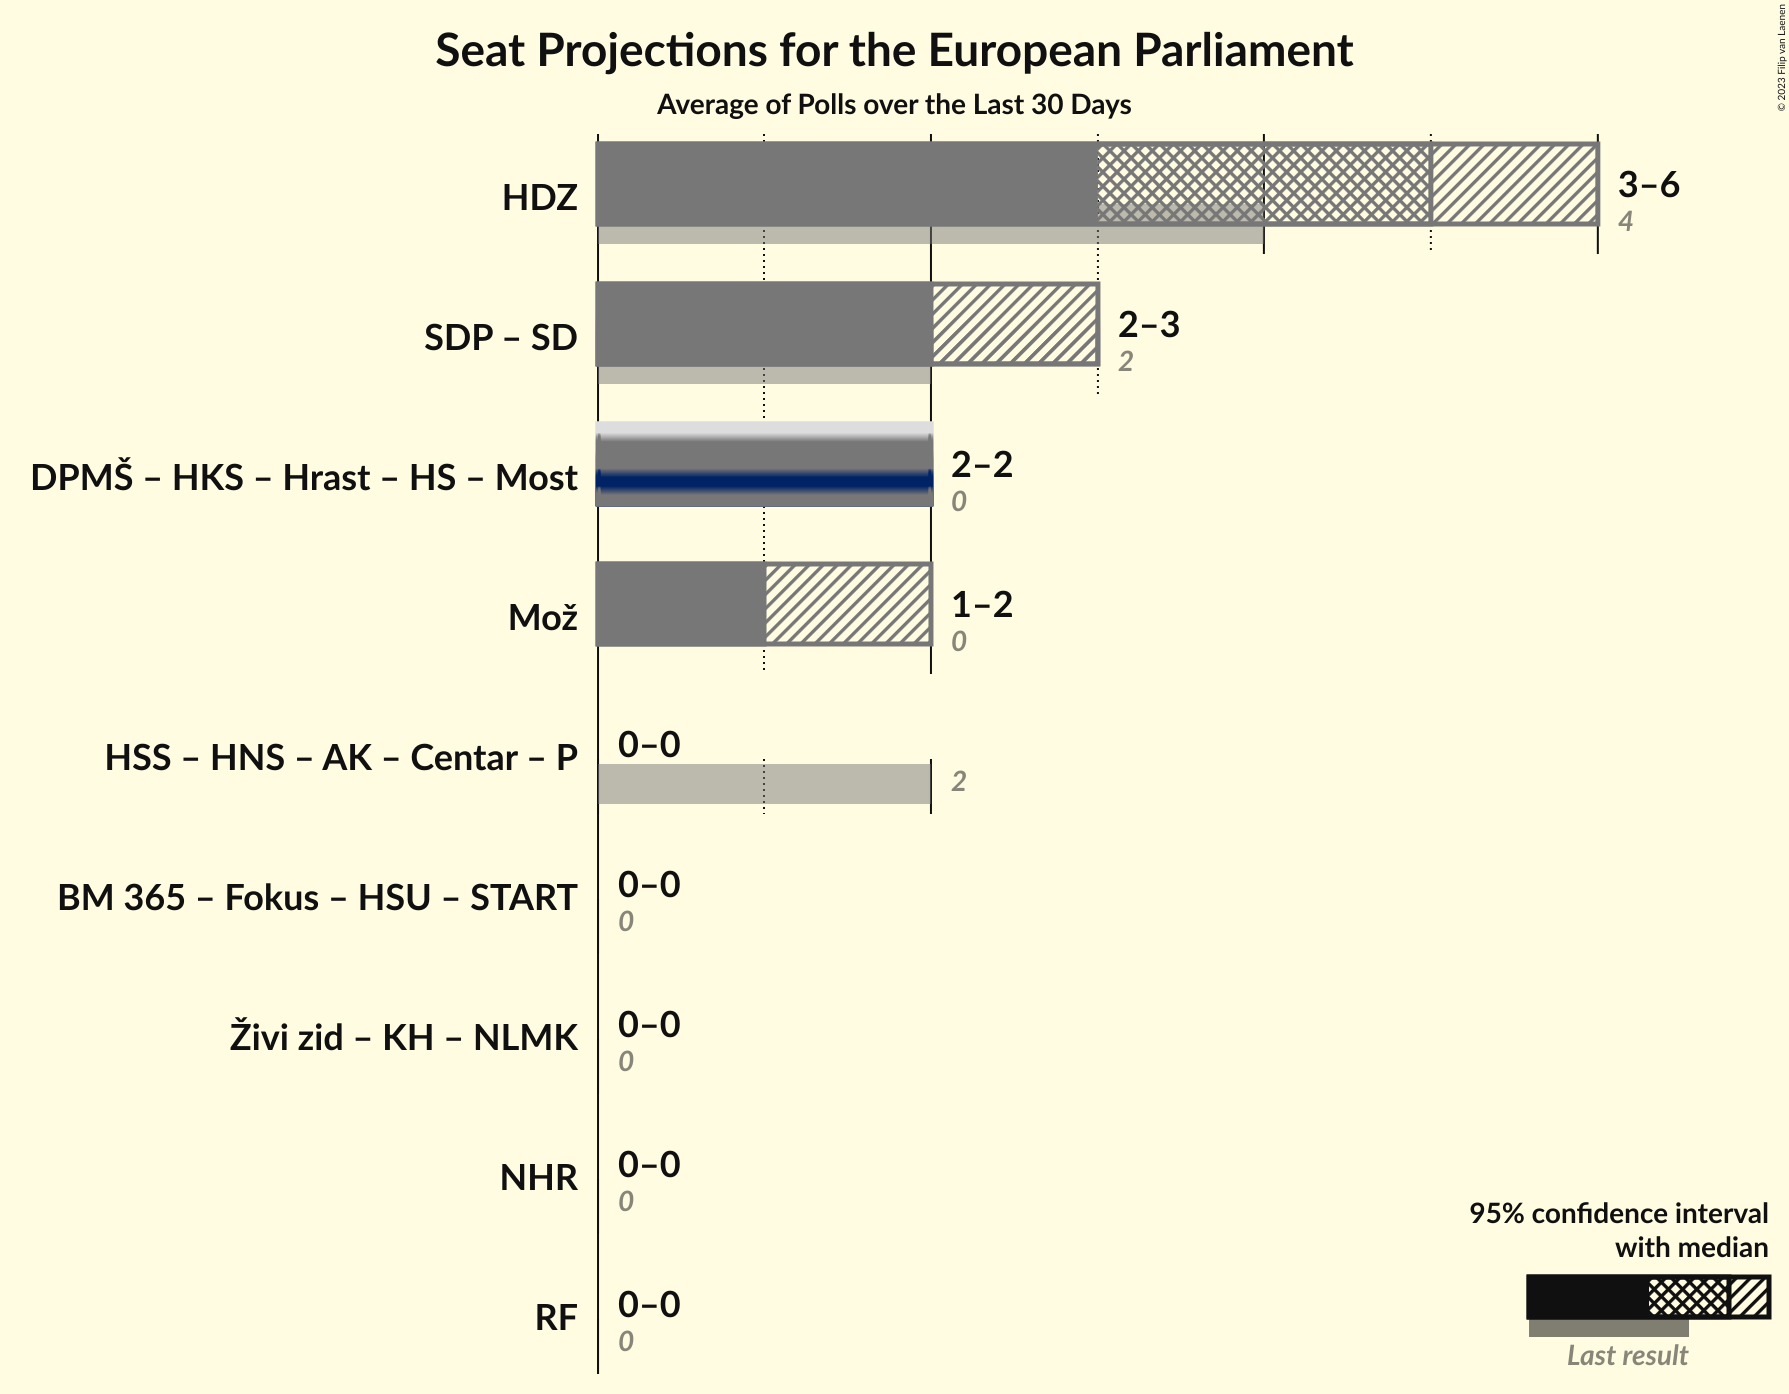 Seat Projections for the European Parliament
Average of Polls over the Last 30 Days
© 2023 Filip van Laenen
HDZ
3–6
4
SDP – SD
2–3
2
DPMŠ – HKS – Hrast – HS – Most
2–2
0
Mož
1–2
0
HSS – HNS – AK – Centar – P
0–0
2
BM 365 – Fokus – HSU – START
0–0
0
Živi zid – KH – NLMK
0–0
0
NHR
0–0
0
RF
0–0
0
95% confidence interval
with median
Last result